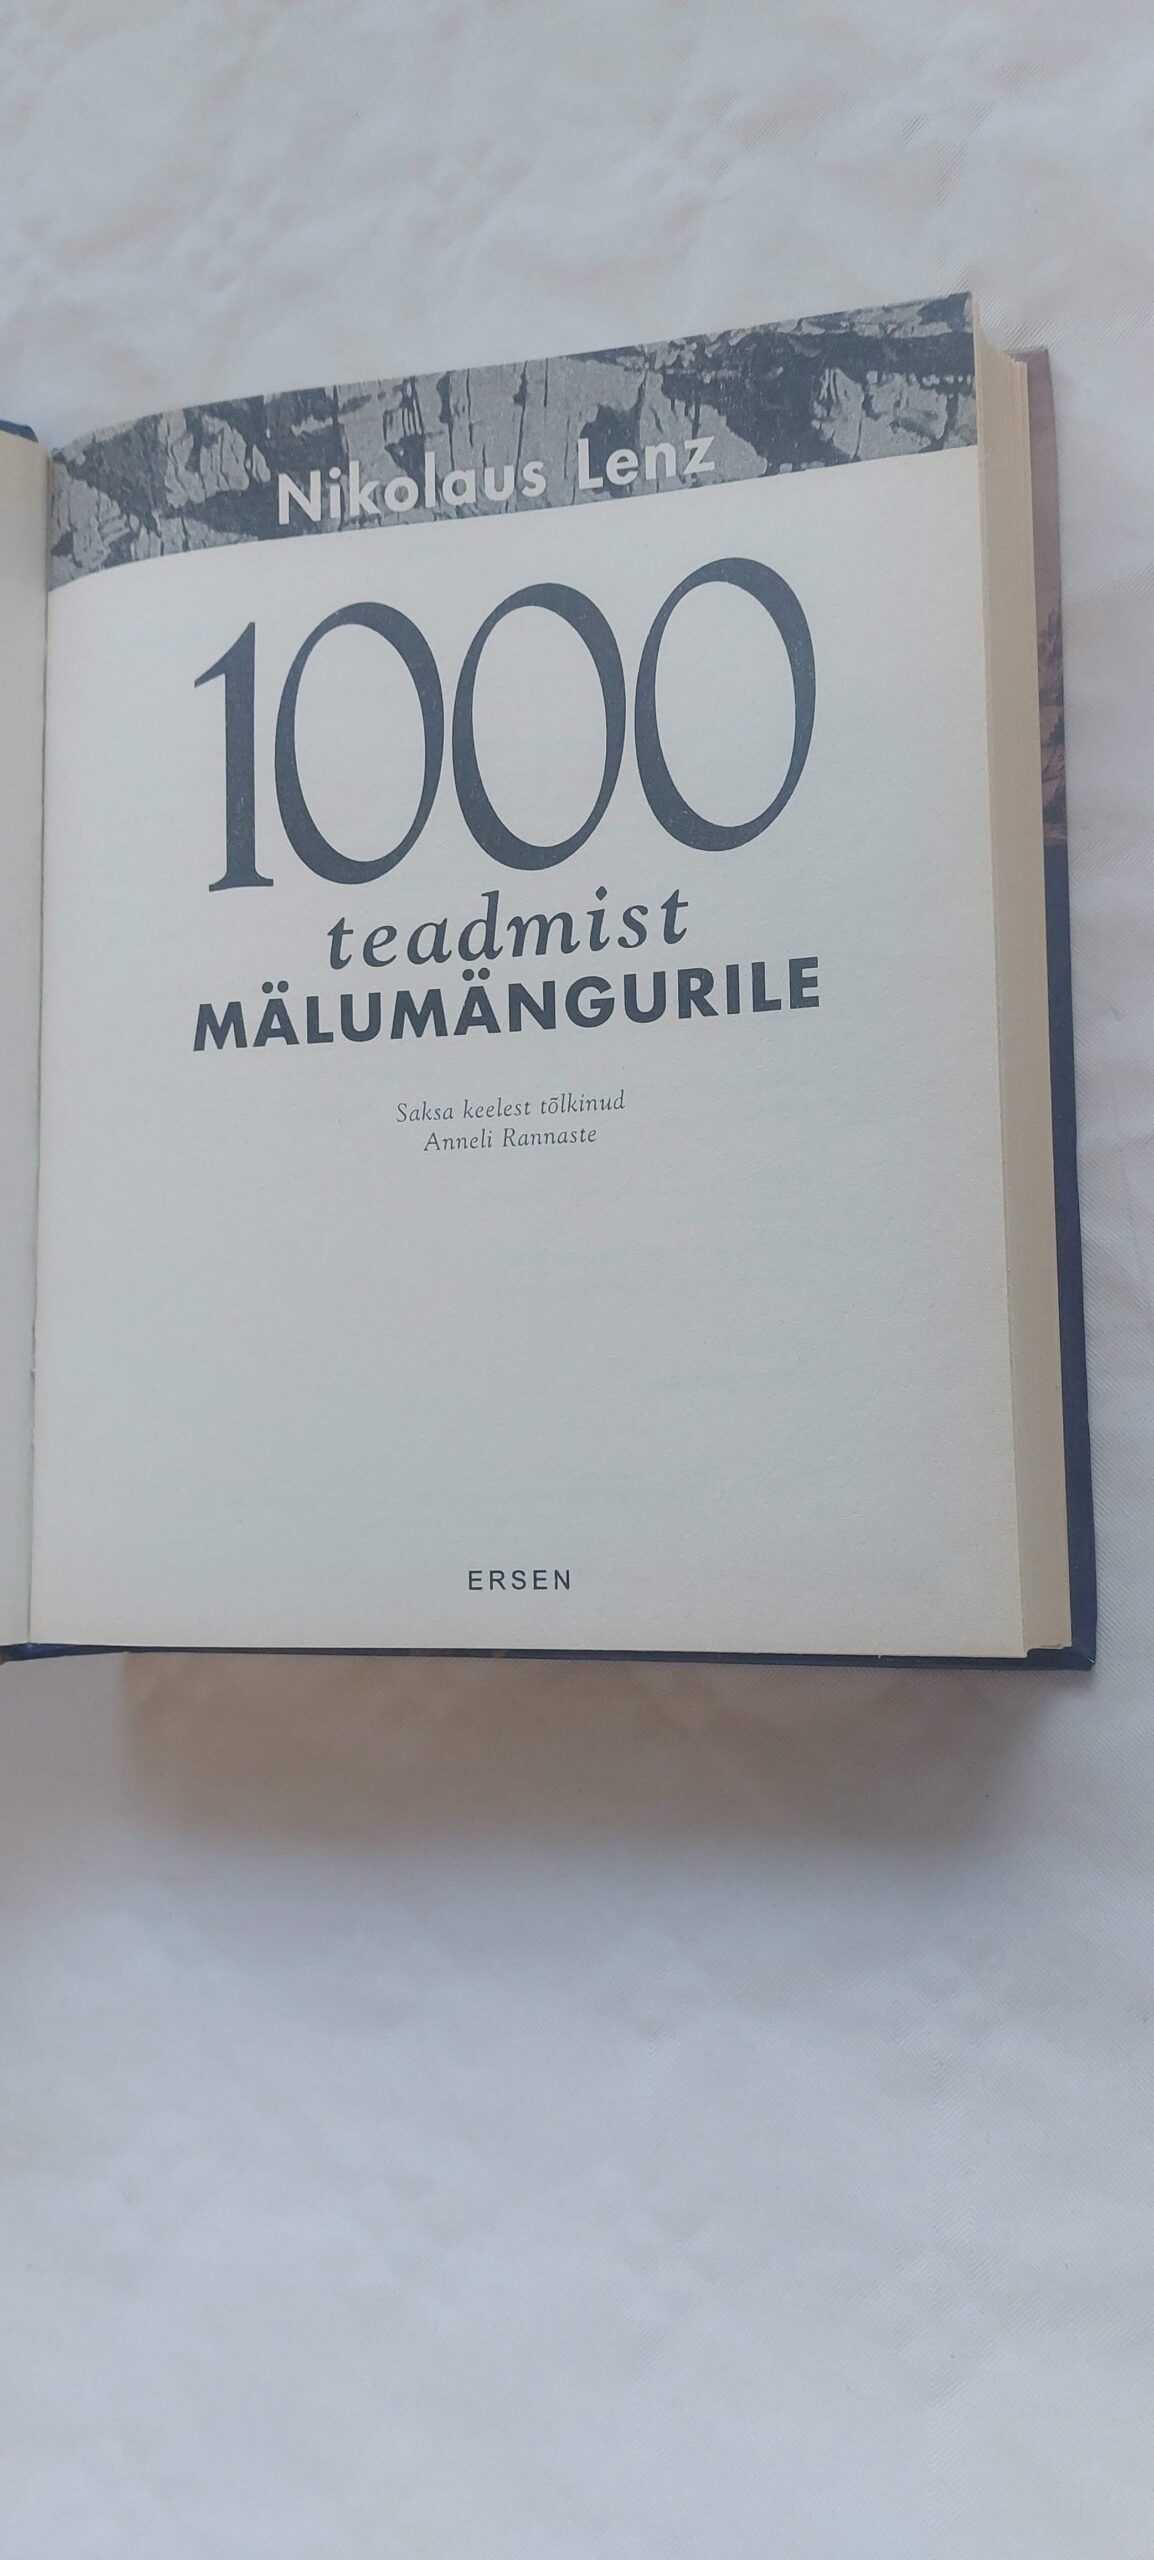 Nikolaus Lenz
1000
teadmist
MÄLUMÄNGURILE
Saksa keelest tõlkinud
Anneli Rannaste
ERSEN